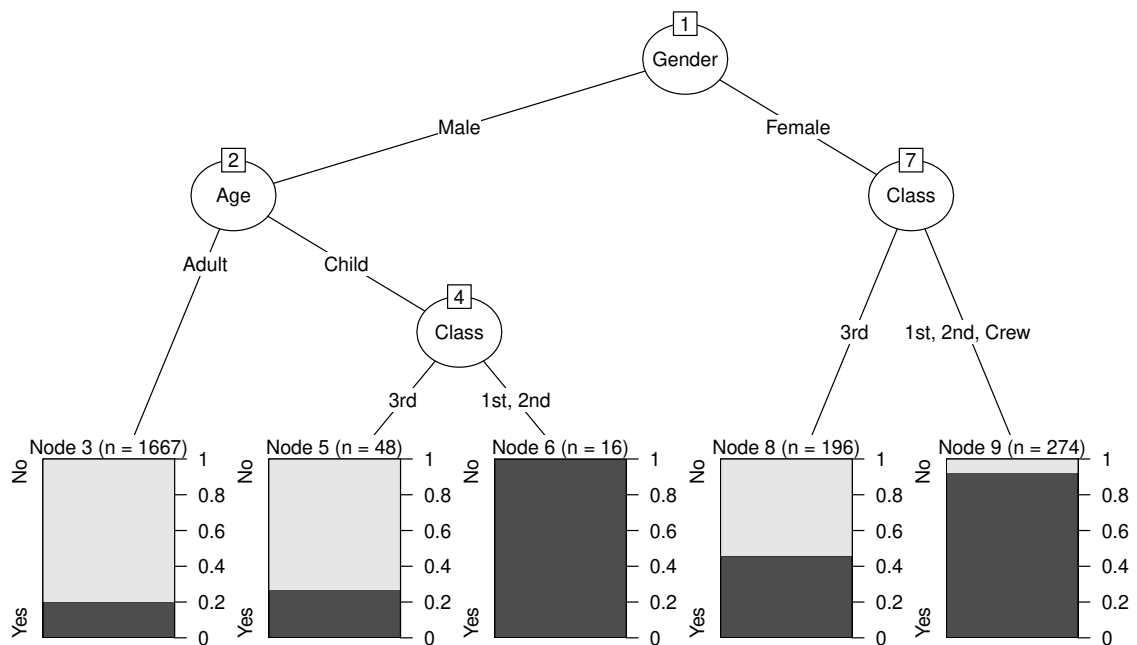 1
Gender
Male
Female
2
Age
7
Class
Adult
Child
4
Class
3rd
1st, 2nd, Crew
3rd
1st, 2nd
Node 3 (n = 1667)
No
Yes
1
0.8
0.6
0.4
0.2
0
Node 5 (n = 48)
No
Yes
1
0.8
0.6
0.4
0.2
0
Node 6 (n = 16)
No
Yes
1
0.8
0.6
0.4
0.2
0
Node 8 (n = 196)
No
Yes
1
0.8
0.6
0.4
0.2
0
Node 9 (n = 274)
No
Yes
1
0.8
0.6
0.4
0.2
0